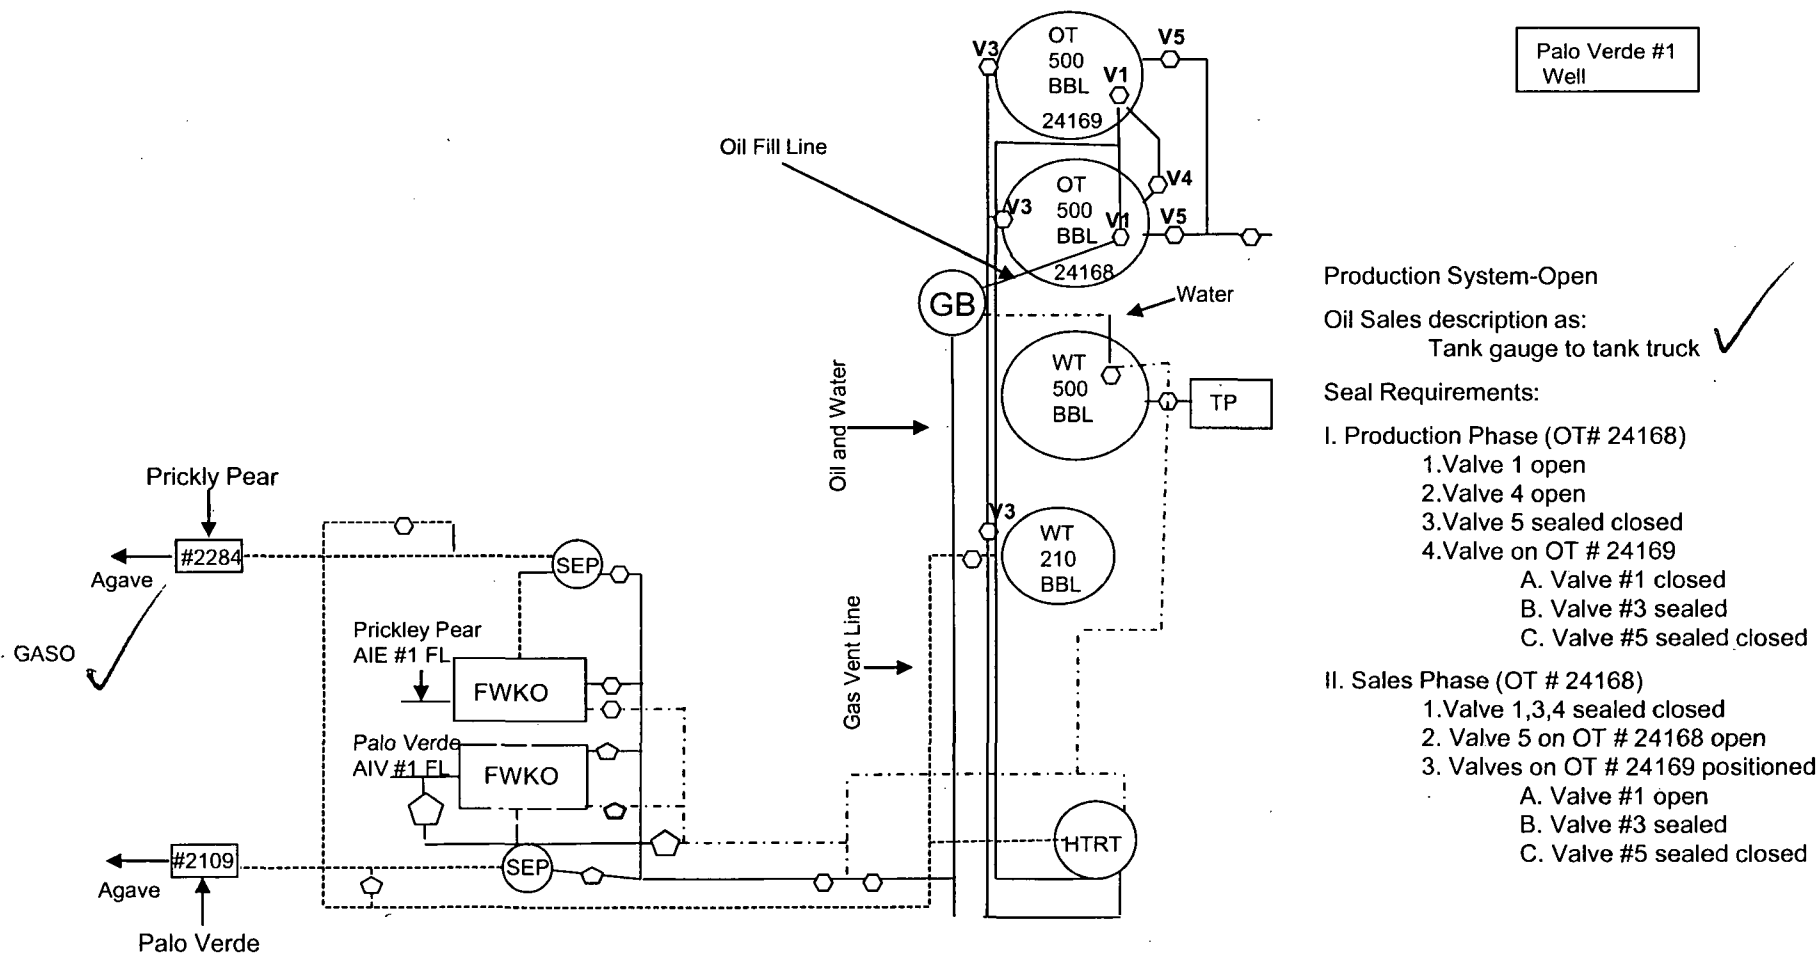 Palo Verde #1
Well
V3
OT
500
BBL
V1
24169
V5
Oil Fill Line
V3
OT
500
BBL
V1
24168
V4
V5
GB
Water
WT
500
BBL
TP
Oil and Water
V3
WT
210
BBL
Gas Vent Line
HTRT
Prickly Pear
#2284
Agave
SEP
GASO
Prickley Pear
AIE #1 FL
FWKO
Palo Verde
AIV #1 FL
FWKO
#2109
Agave
SEP
Palo Verde
Production System-Open
Oil Sales description as:
Tank gauge to tank truck
Seal Requirements:
I. Production Phase (OT# 24168)
1.Valve 1 open
2.Valve 4 open
3.Valve 5 sealed closed
4.Valve on OT # 24169
A. Valve #1 closed
B. Valve #3 sealed
C. Valve #5 sealed closed
II. Sales Phase (OT # 24168)
1.Valve 1,3,4 sealed closed
2. Valve 5 on OT # 24168 open
3. Valves on OT # 24169 positioned
A. Valve #1 open
B. Valve #3 sealed
C. Valve #5 sealed closed